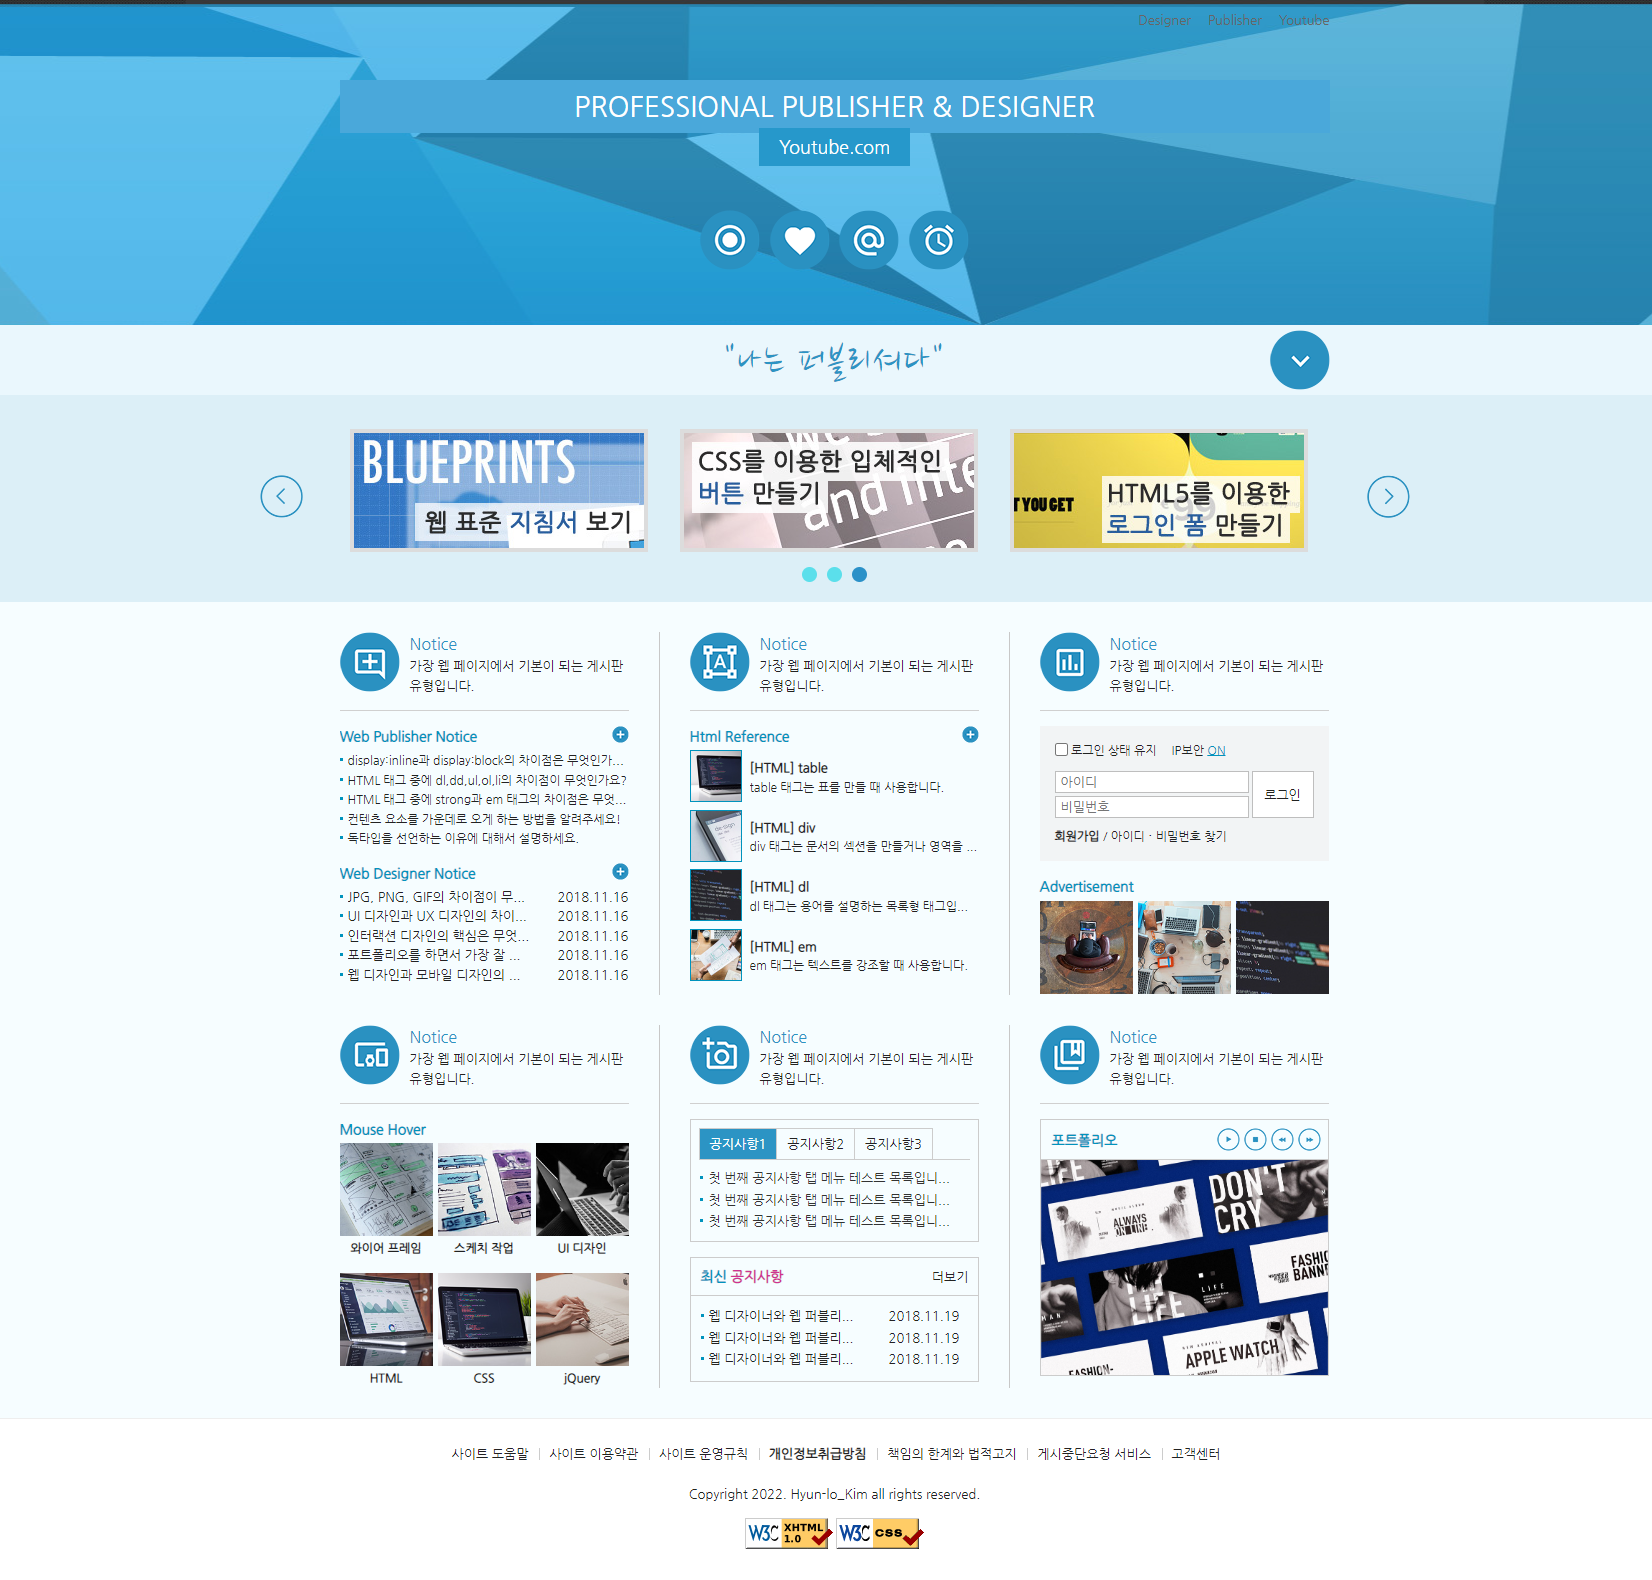 Designer Publisher Youtube
PROFESSIONAL PUBLISHER & DESIGNER
Youtube.com
"나는 퍼블리셔다"
BLUEPRINTS
웹 표준 지침서 보기
CSS를 이용한 입체적인
버튼 만들기
and inte
T YOU GET
HTML5를 이용한
99
로그인 폼 만들기
Notice
가장 웹 페이지에서 기본이 되는 게시판
유형입니다.
Notice
가장 웹 페이지에서 기본이 되는 게시판
유형입니다.
Notice
가장 웹 페이지에서 기본이 되는 게시판
유형입니다.
Web Publisher Notice
display:inline과 display:block의 차이점은 무엇인가...
HTML 태그 중에 dl,dd,ul,ol,li의 차이점이 무엇인가요?
HTML 태그 중에 strong과 em 태그의 차이점은 무엇...
컨텐츠 요소를 가운데로 오게 하는 방법을 알려주세요!
독타입을 선언하는 이유에 대해서 설명하세요.
Web Designer Notice
JPG, PNG, GIF의 차이점이 무... 2018.11.16
UI 디자인과 UX 디자인의 차이... 2018.11.16
인터랙션 디자인의 핵심은 무엇... 2018.11.16
포트폴리오를 하면서 가장 잘 ... 2018.11.16
웹 디자인과 모바일 디자인의 ... 2018.11.16
Html Reference
[HTML] table
table 태그는 표를 만들 때 사용합니다.
[HTML] div
div 태그는 문서의 섹션을 만들거나 영역을 ...
[HTML] dl
dl 태그는 용어를 설명하는 목록형 태그입...
[HTML] em
em 태그는 텍스트를 강조할 때 사용합니다.
로그인 상태 유지 IP보안 ON
아이디
비밀번호
로그인
회원가입 / 아이디 · 비밀번호 찾기
Advertisement
Notice
가장 웹 페이지에서 기본이 되는 게시판
유형입니다.
Notice
가장 웹 페이지에서 기본이 되는 게시판
유형입니다.
Notice
가장 웹 페이지에서 기본이 되는 게시판
유형입니다.
Mouse Hover
와이어 프레임 스케치 작업 UI 디자인
HTML CSS jQuery
공지사항1 공지사항2 공지사항3
첫 번째 공지사항 탭 메뉴 테스트 목록입니...
첫 번째 공지사항 탭 메뉴 테스트 목록입니...
첫 번째 공지사항 탭 메뉴 테스트 목록입니...
최신 공지사항 더보기
웹 디자이너와 웹 퍼블리... 2018.11.19
웹 디자이너와 웹 퍼블리... 2018.11.19
웹 디자이너와 웹 퍼블리... 2018.11.19
포트폴리오
LIFE
DON'T
CRY
ALWAYS
FASHI
BANNE
LIFE
LIFE
MAN
APPLE WATCH
FASHION-
사이트 도움말 사이트 이용약관 사이트 운영규칙 개인정보취급방침 책임의 한계와 법적고지 게시중단요청 서비스 고객센터
Copyright 2022. Hyun-lo_Kim all rights reserved.
W3C XHTML 1.0 W3C CSS